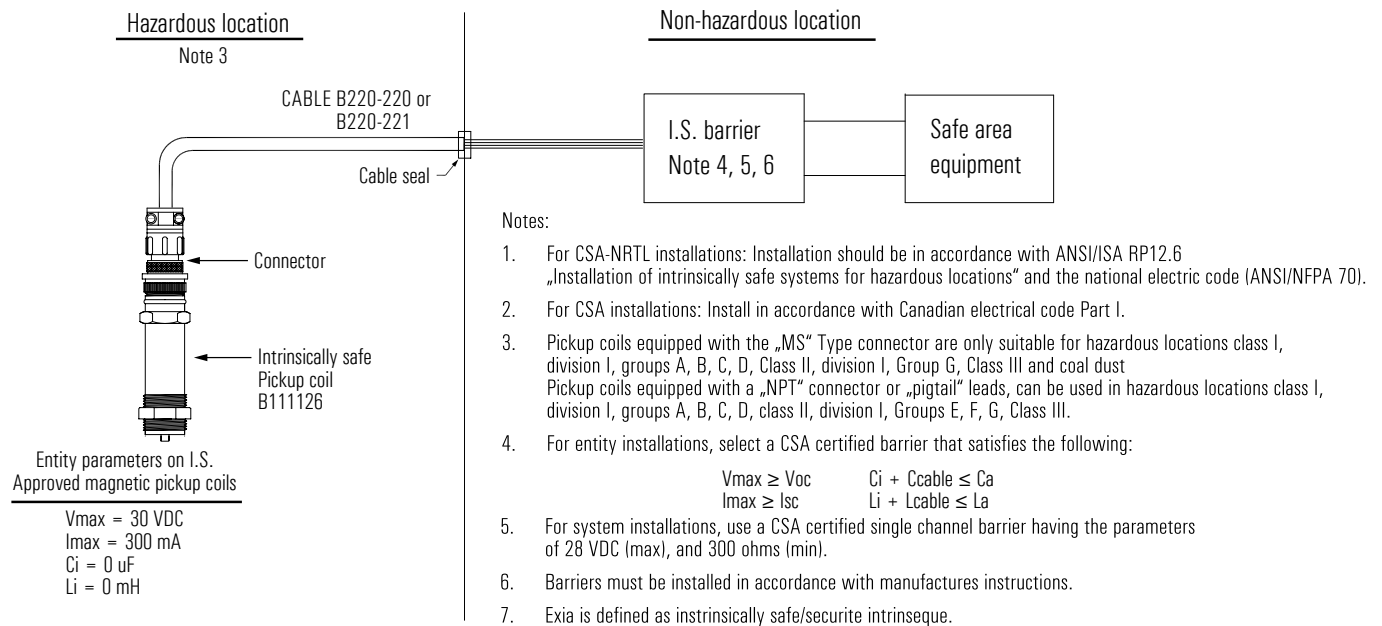 Hazardous location
Note 3
Non-hazardous location
CABLE B220-220 or
B220-221
Cable seal
I.S. barrier
Note 4, 5, 6
Safe area
equipment
Connector
Intrinsically safe
Pickup coil
B111126
Entity parameters on I.S.
Approved magnetic pickup coils
Vmax = 30 VDC
Imax = 300 mA
Ci = 0 uF
Li = 0 mH
Notes:
1. For CSA-NRTL installations: Installation should be in accordance with ANSI/ISA RP12.6
„Installation of intrinsically safe systems for hazardous locations“ and the national electric code (ANSI/NFPA 70).
2. For CSA installations: Install in accordance with Canadian electrical code Part I.
3. Pickup coils equipped with the „MS“ Type connector are only suitable for hazardous locations class I,
division I, groups A, B, C, D, Class II, division I, Group G, Class III and coal dust
Pickup coils equipped with a „NPT“ connector or „pigtail“ leads, can be used in hazardous locations class I,
division I, groups A, B, C, D, class II, division I, Groups E, F, G, Class III.
4. For entity installations, select a CSA certified barrier that satisfies the following:
Vmax ≥ Voc Ci + Ccable ≤ Ca
Imax ≥ Isc Li + Lcable ≤ La
5. For system installations, use a CSA certified single channel barrier having the parameters
of 28 VDC (max), and 300 ohms (min).
6. Barriers must be installed in accordance with manufactures instructions.
7. Exia is defined as instrinsically safe/securite intrinseque.